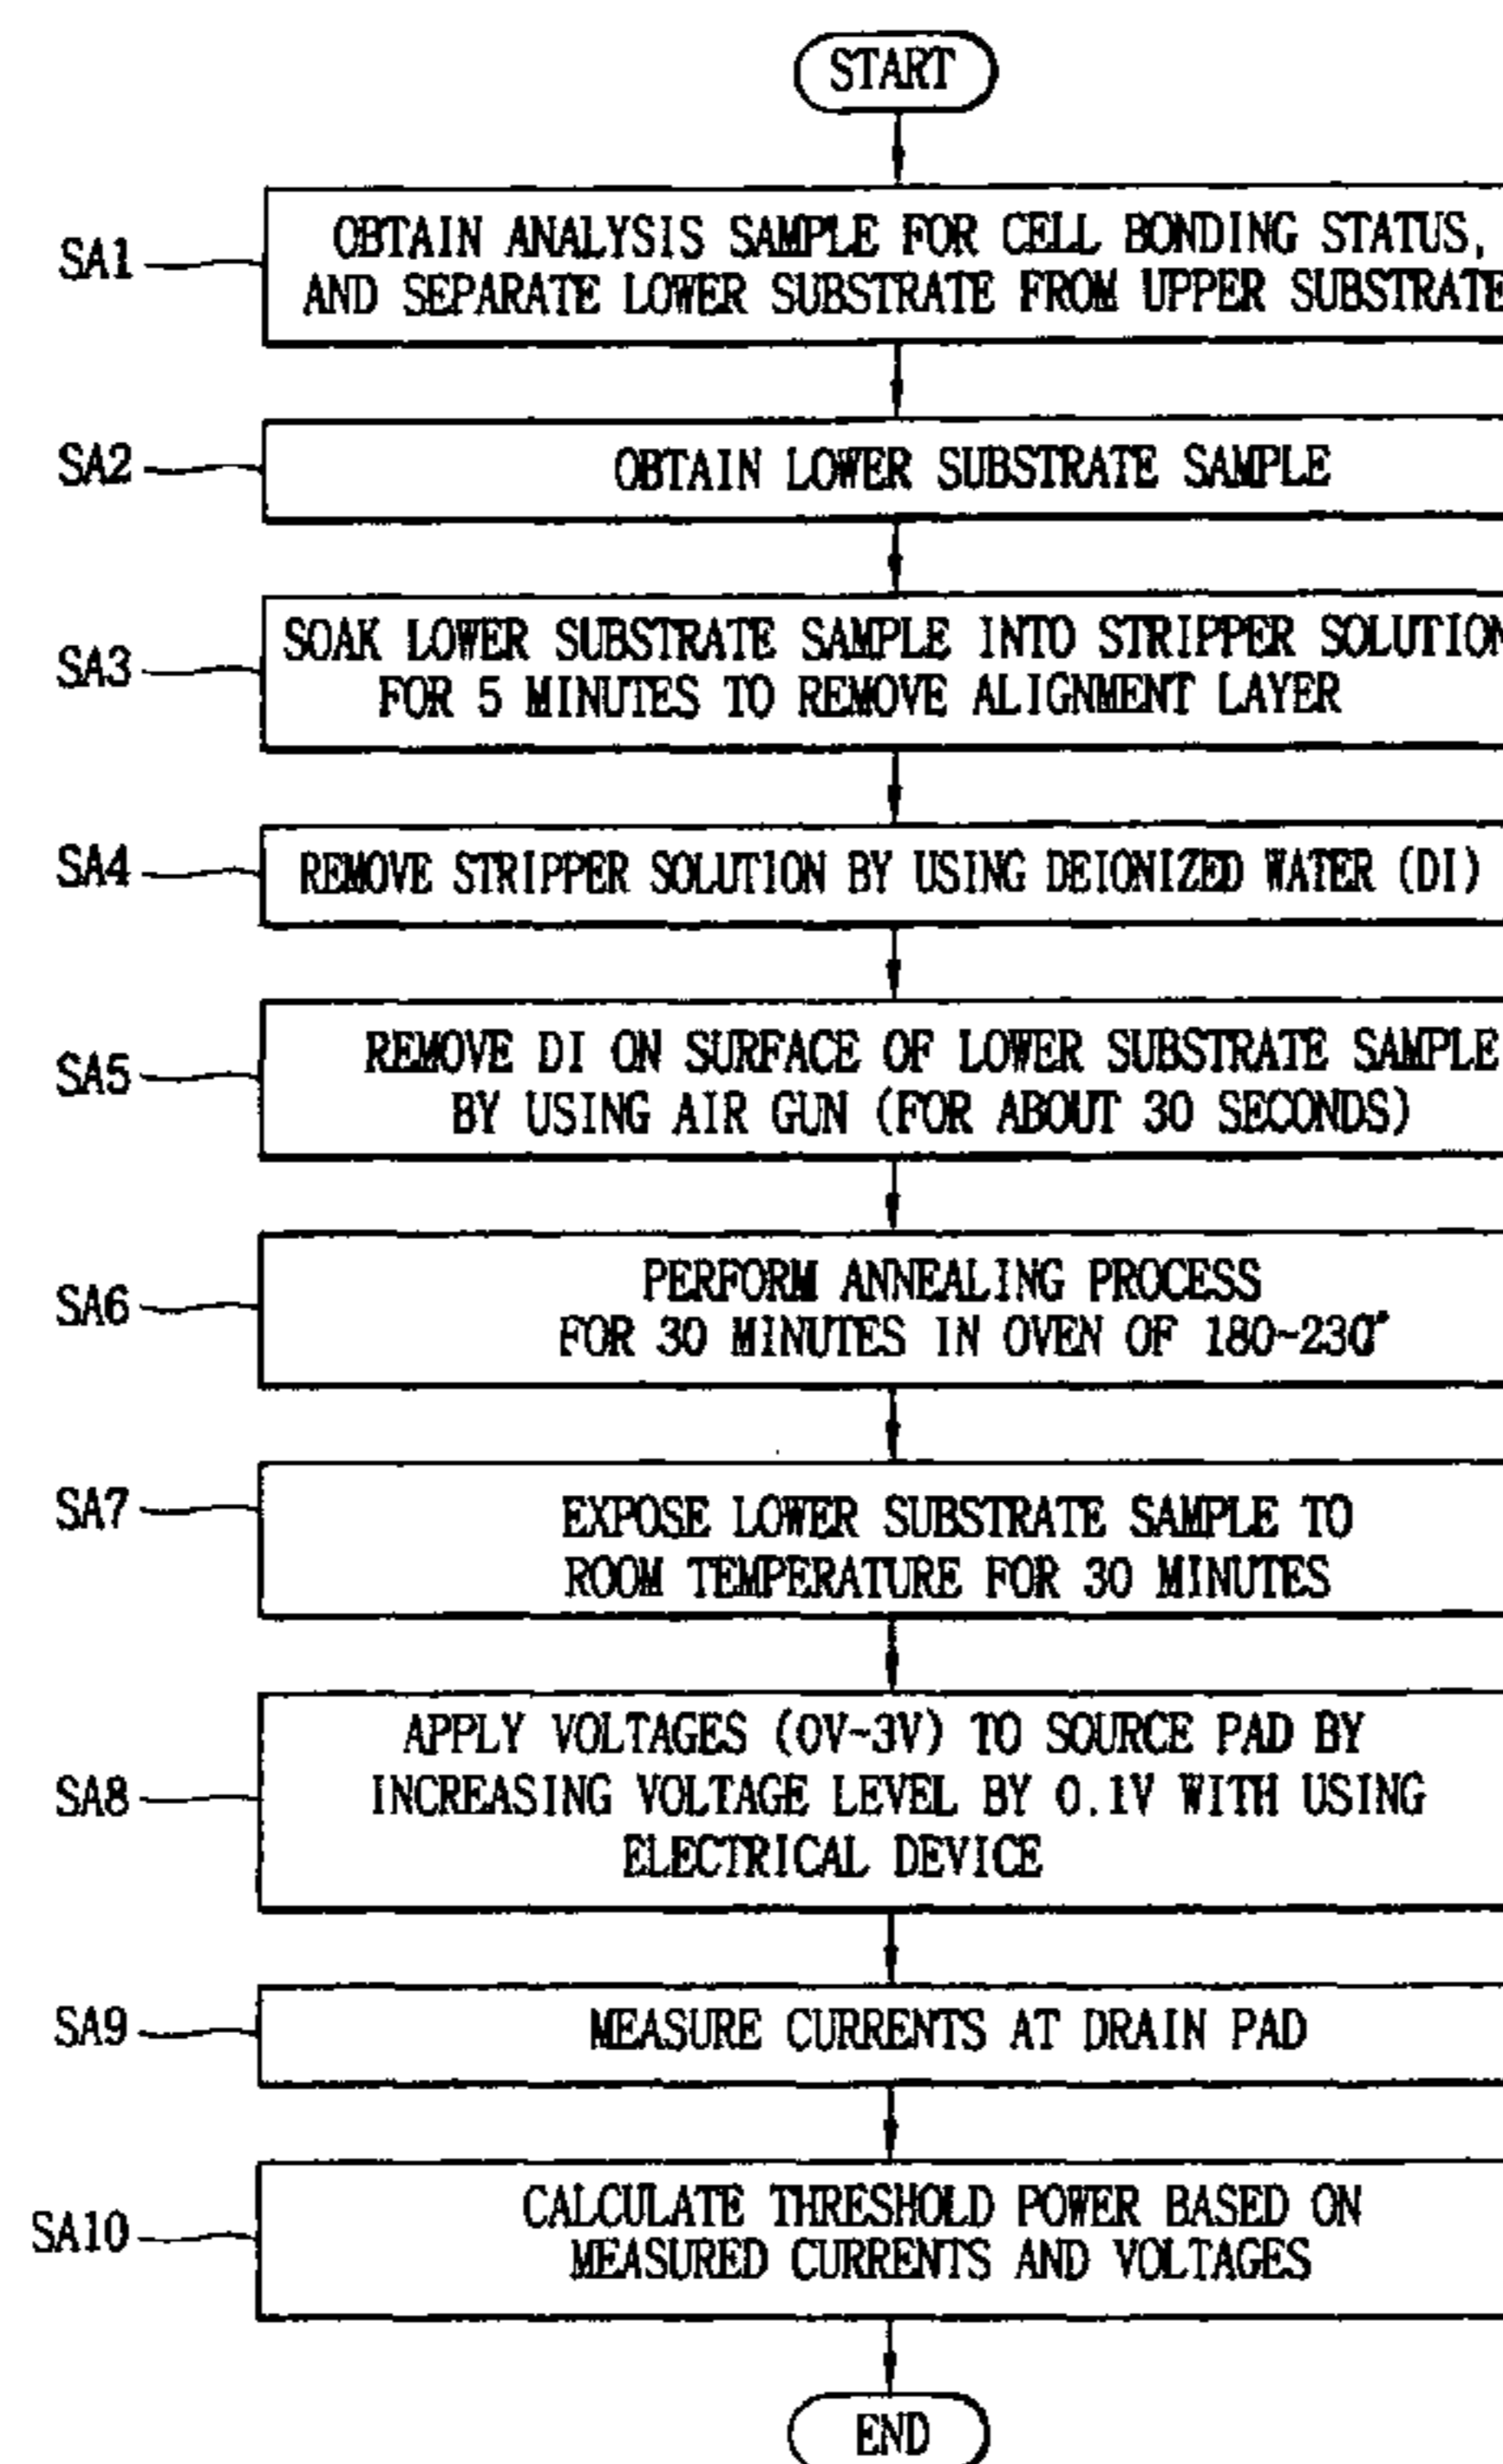 START
SA1
OBTAIN ANALYSIS SAMPLE FOR CELL BONDING STATUS,
AND SEPARATE LOWER SUBSTRATE FROM UPPER SUBSTRATE
SA2
OBTAIN LOWER SUBSTRATE SAMPLE
SA3
SOAK LOWER SUBSTRATE SAMPLE INTO STRIPPER SOLUTION
FOR 5 MINUTES TO REMOVE ALIGNMENT LAYER
SA4
REMOVE STRIPPER SOLUTION BY USING DEIONIZED WATER (DI)
SA5
REMOVE DI ON SURFACE OF LOWER SUBSTRATE SAMPLE
BY USING AIR GUN (FOR ABOUT 30 SECONDS)
SA6
PERFORM ANNEALING PROCESS
FOR 30 MINUTES IN OVEN OF 180~230°
SA7
EXPOSE LOWER SUBSTRATE SAMPLE TO
ROOM TEMPERATURE FOR 30 MINUTES
SA8
APPLY VOLTAGES (0V~3V) TO SOURCE PAD BY
INCREASING VOLTAGE LEVEL BY 0.1V WITH USING
ELECTRICAL DEVICE
SA9
MEASURE CURRENTS AT DRAIN PAD
SA10
CALCULATE THRESHOLD POWER BASED ON
MEASURED CURRENTS AND VOLTAGES
END